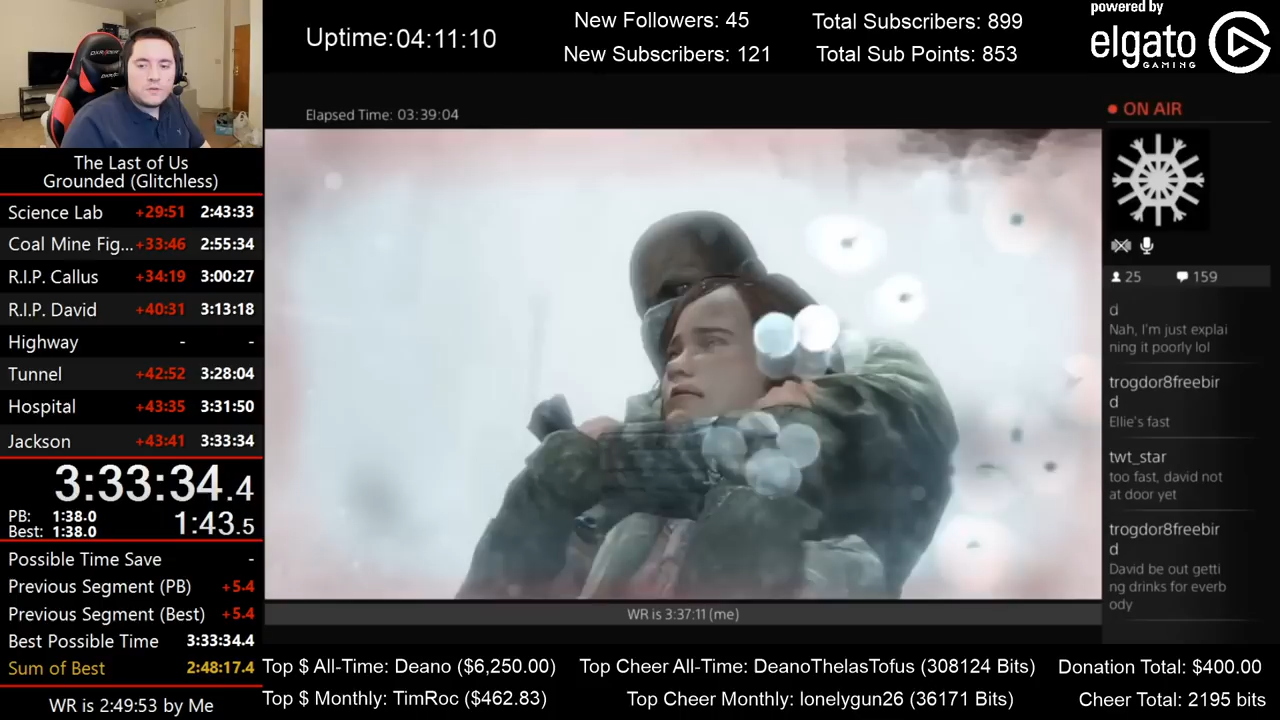 Uptime: 04:11:10
New Followers: 45
New Subscribers: 121
Total Subscribers: 899
Total Sub Points: 853
powered by
elgato
GAMING
The Last of Us
Grounded (Glitchless)
Science Lab +29:51 2:43:33
Coal Mine Fig... +33:46 2:55:34
R.I.P. Callus +34:19 3:00:27
R.I.P. David +40:31 3:13:18
Highway - -
Tunnel +42:52 3:28:04
Hospital +43:35 3:31:50
Jackson +43:41 3:33:34
3:33:34.4
PB: 1:38.0
Best: 1:38.0
1:43.5
Possible Time Save -
Previous Segment (PB) +5.4
Previous Segment (Best) +5.4
Best Possible Time 3:33:34.4
Sum of Best 2:48:17.4
WR is 2:49:53 by Me
Elapsed Time: 03:39:04
WR is 3:37:11 (me)
ON AIR
25 159
d
Nah, I'm just explai
ning it poorly lol
trogdor8freebir
d
Ellie's fast
twt_star
too fast, david not
at door yet
trogdor8freebir
d
David be out getti
ng drinks for everb
ody
Top $ All-Time: Deano ($6,250.00)
Top Cheer All-Time: DeanoThelasTofus (308124 Bits)
Donation Total: $400.00
Top $ Monthly: TimRoc ($462.83)
Top Cheer Monthly: lonelygun26 (36171 Bits)
Cheer Total: 2195 bits